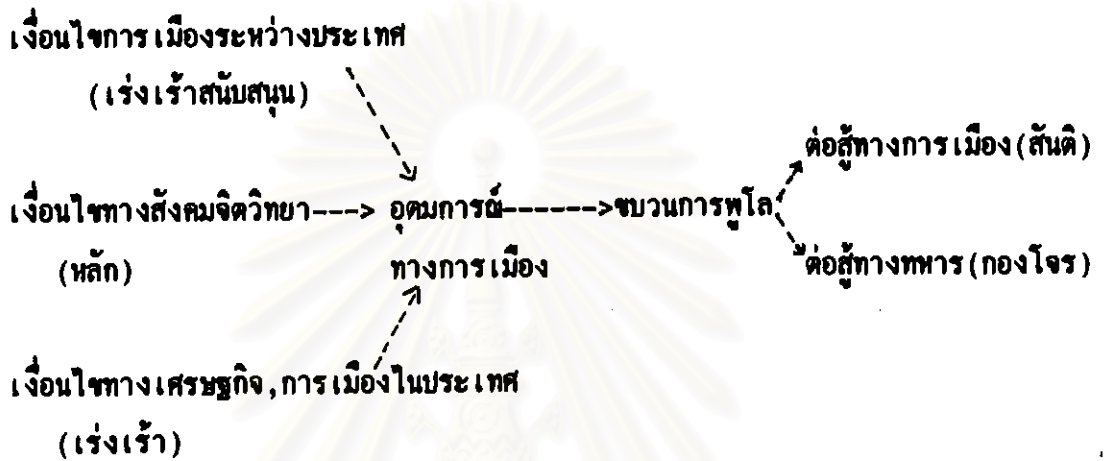 เงื่อนไขการเมืองระหว่างประเทศ
(เร่งเร้าสนับสนุน)
ต่อสู้ทางการเมือง(สันติ)
เงื่อนไขทางสังคมจิตวิทยา---> อุดมการณ์------>ขบวนการพูโล
(หลัก) ทางการเมือง ต่อสู้ทางทหาร(กองโจร)
เงื่อนไขทางเศรษฐกิจ,การเมืองในประเทศ
(เร่งเร้า)